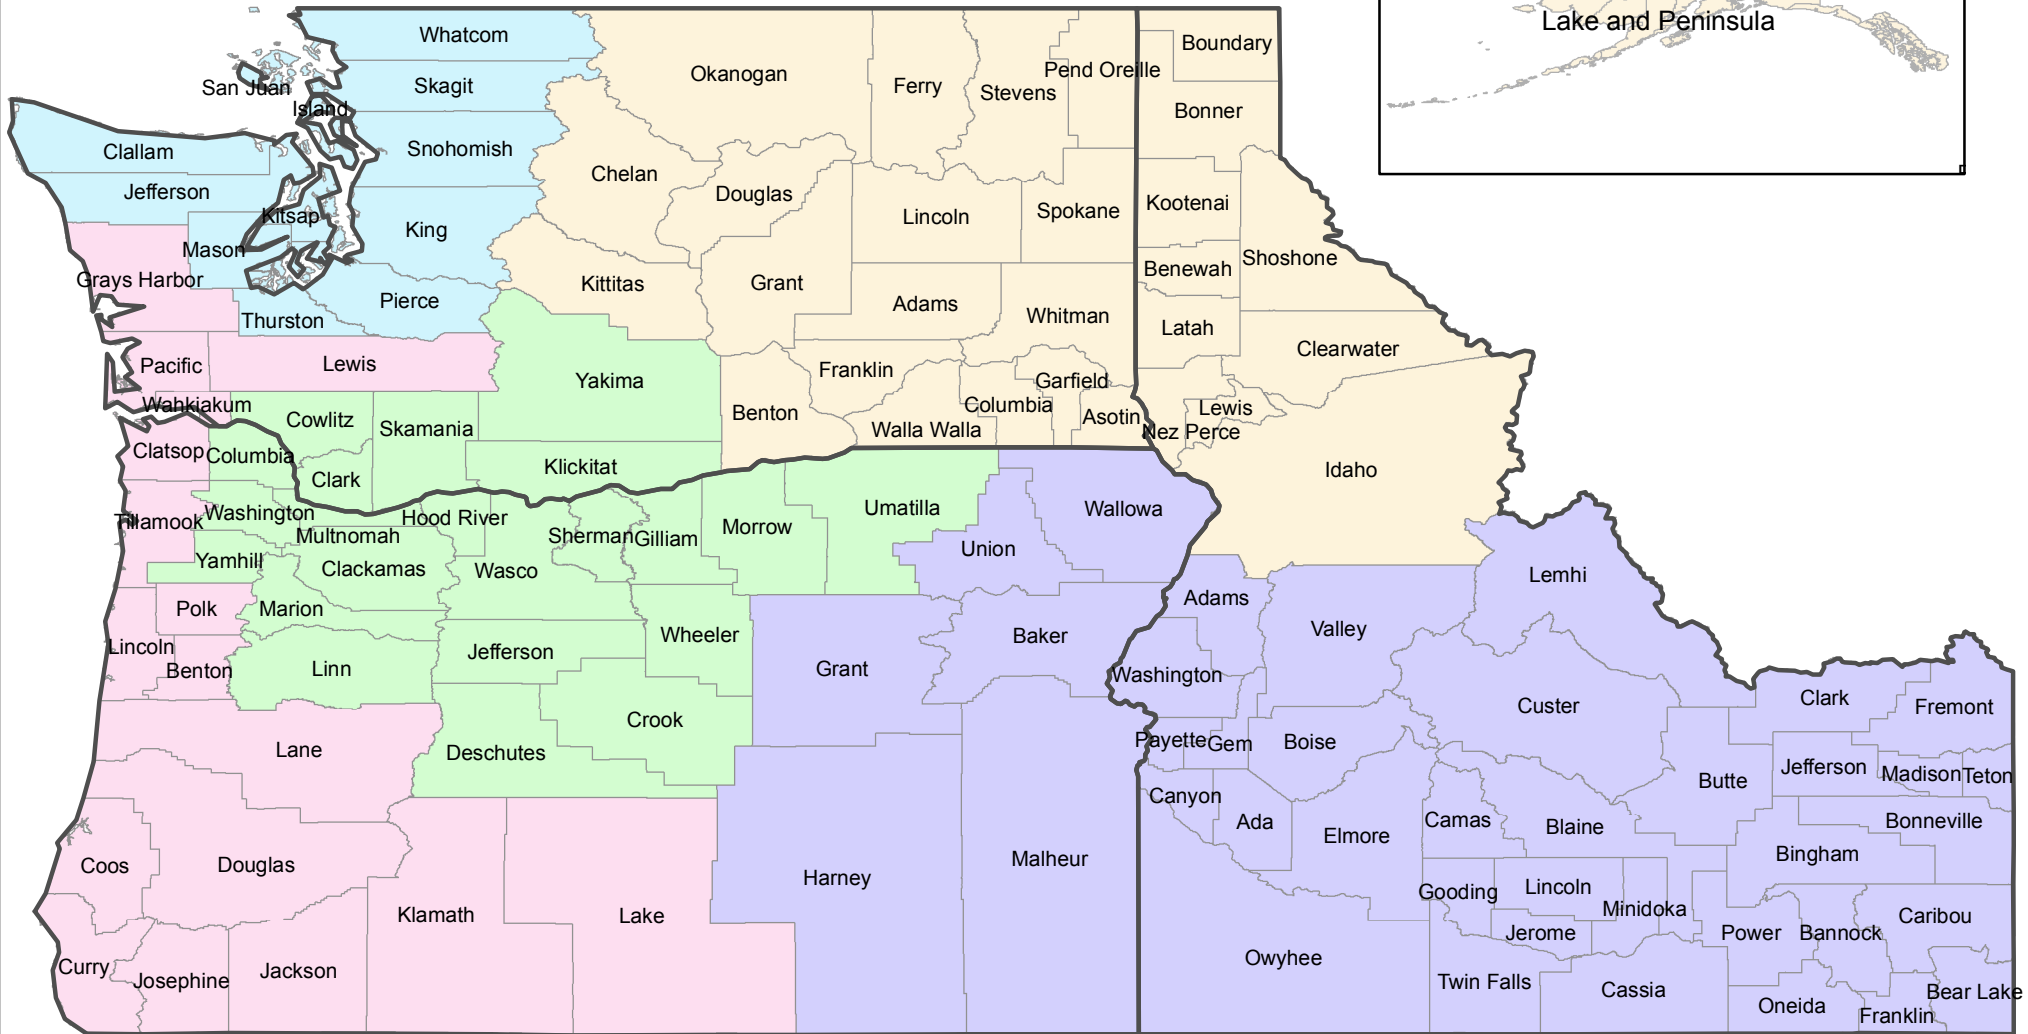 Lake and Peninsula
Whatcom
Okanogan
Ferry
Stevens
Pend Oreille
Boundary
Bonner
San Juan
Skagit
Island
Clallam
Snohomish
Chelan
Douglas
Lincoln
Spokane
Kootenai
Jefferson
Kitsap
King
Mason
Grays Harbor
Kittitas
Grant
Adams
Whitman
Benewah
Shoshone
Pierce
Thurston
Latah
Clearwater
Pacific
Lewis
Yakima
Franklin
Garfield
Columbia
Asotin
Lewis
Nez Perce
Wahkiakum
Cowlitz
Skamania
Benton
Walla Walla
Clatsop
Columbia
Clark
Klickitat
Idaho
Tillamook
Washington
Multnomah
Hood River
Sherman
Gilliam
Morrow
Umatilla
Wallowa
Union
Yamhill
Clackamas
Wasco
Lemhi
Polk
Marion
Adams
Valley
Lincoln
Benton
Linn
Jefferson
Wheeler
Grant
Baker
Washington
Custer
Clark
Fremont
Lane
Deschutes
Crook
Payette
Gem
Boise
Butte
Jefferson
Madison
Teton
Canyon
Ada
Elmore
Camas
Blaine
Bonneville
Bingham
Coos
Douglas
Harney
Malheur
Gooding
Lincoln
Minidoka
Jerome
Power
Bannock
Caribou
Klamath
Lake
Curry
Josephine
Jackson
Owyhee
Twin Falls
Cassia
Oneida
Franklin
Bear Lake